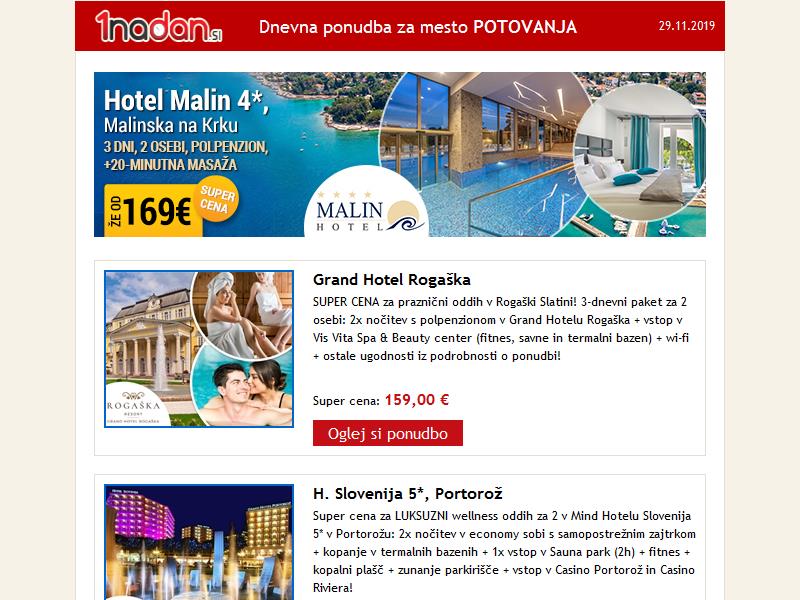 1nadan.si
Dnevna ponudba za mesto POTOVANJA
29.11.2019
Hotel Malin 4*,
Malinska na Krku
3 DNI, 2 OSEBI, POLPENZION,
+20-MINUTNA MASAŽA
ŽE OD
169€
SUPER
CENA
MALIN
HOTEL
Grand Hotel Rogaška
SUPER CENA za praznični oddih v Rogaški Slatini! 3-dnevni paket za 2
osebi: 2x nočitev s polpenzionom v Grand Hotelu Rogaška + vstop v
Vis Vita Spa & Beauty center (fitnes, savne in termalni bazen) + wi-fi
+ ostale ugodnosti iz podrobnosti o ponudbi!
Super cena: 159,00 €
Oglej si ponudbo
ROGAŠKA
RESORT
GRAND HOTEL ROGAŠKA
H. Slovenija 5*, Portorož
Super cena za LUKSUZNI wellness oddih za 2 v Mind Hotelu Slovenija
5* v Portorožu: 2x nočitev v economy sobi s samopostrežnim zajtrkom
+ kopanje v termalnih bazenih + 1x vstop v Sauna park (2h) + fitnes +
kopalni plašč + zunanje parkirišče + vstop v Casino Portorož in Casino
Riviera!